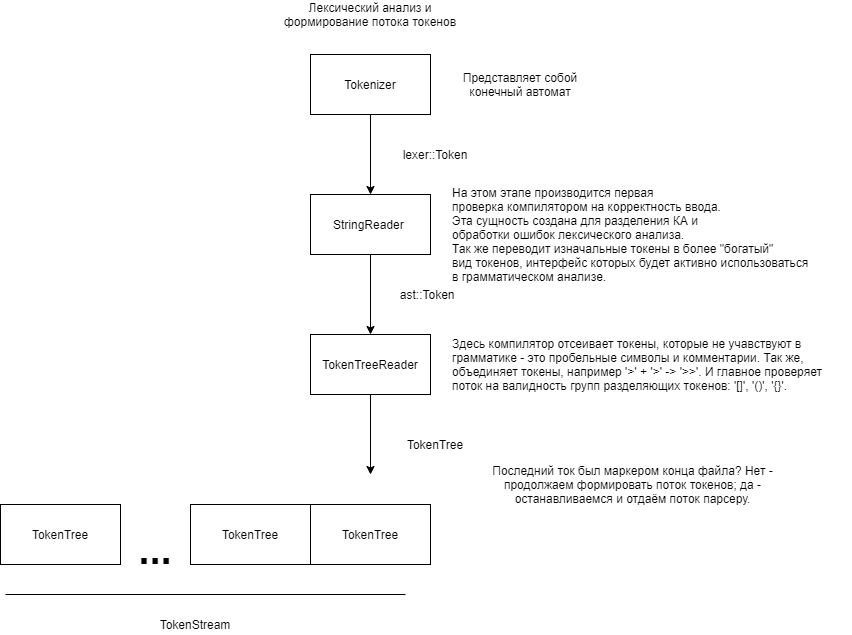 Лексический анализ и
формирование потока токенов
Tokenizer
Представляет собой
конечный автомат
lexer::Token
StringReader
На этом этапе производится первая
проверка компилятором на корректность ввода.
Эта сущность создана для разделения КА и
обработки ошибок лексического анализа.
Так же переводит изначальные токены в более "богатый"
вид токенов, интерфейс которых будет активно использоваться
в грамматическом анализе.
ast::Token
TokenTreeReader
Здесь компилятор отсеивает токены, которые не учавствуют в
грамматике - это пробельные символы и комментарии. Так же,
объединяет токены, например '>' + '>' -> '>>'. И главное проверяет
поток на валидность групп разделяющих токенов: '[]', '()', '{}'.
TokenTree
Последний ток был маркером конца файла? Нет -
продолжаем формировать поток токенов; да -
останавливаемся и отдаём поток парсеру.
TokenTree ... TokenTree TokenTree
TokenStream